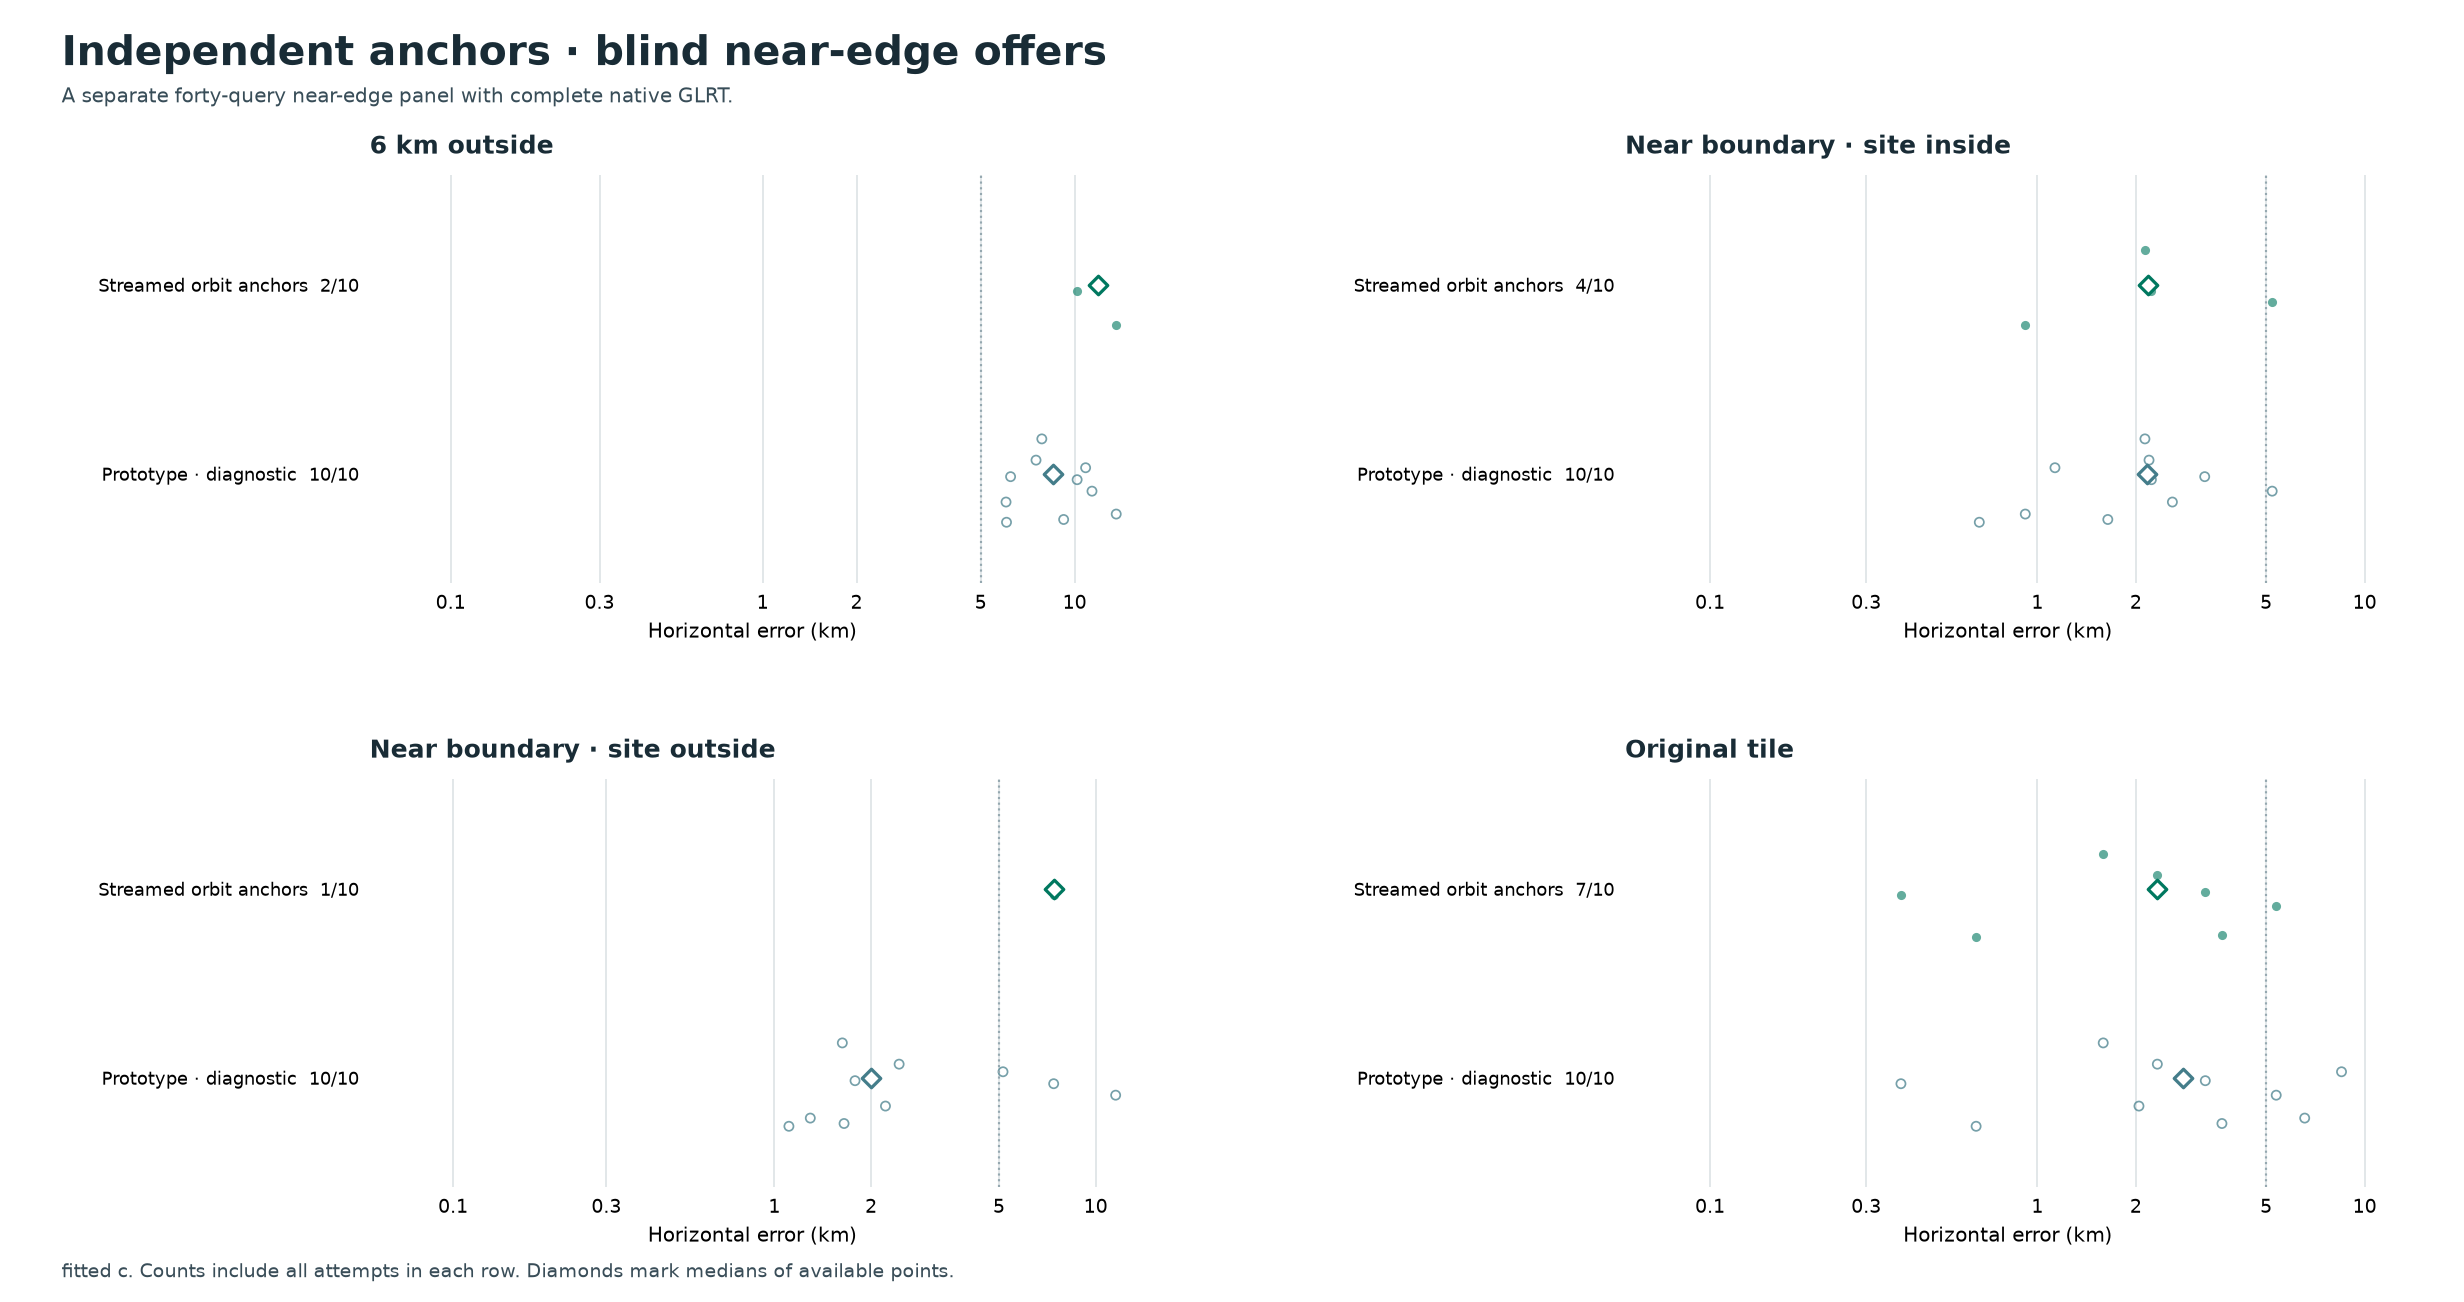 Independent anchors · blind near-edge offers
A separate forty-query near-edge panel with complete native GLRT.
6 km outside
Streamed orbit anchors 2/10
Prototype · diagnostic 10/10
0.1 0.3 1 2 5 10
Horizontal error (km)
Near boundary · site inside
Streamed orbit anchors 4/10
Prototype · diagnostic 10/10
0.1 0.3 1 2 5 10
Horizontal error (km)
Near boundary · site outside
Streamed orbit anchors 1/10
Prototype · diagnostic 10/10
0.1 0.3 1 2 5 10
Horizontal error (km)
Original tile
Streamed orbit anchors 7/10
Prototype · diagnostic 10/10
0.1 0.3 1 2 5 10
Horizontal error (km)
fitted c. Counts include all attempts in each row. Diamonds mark medians of available points.